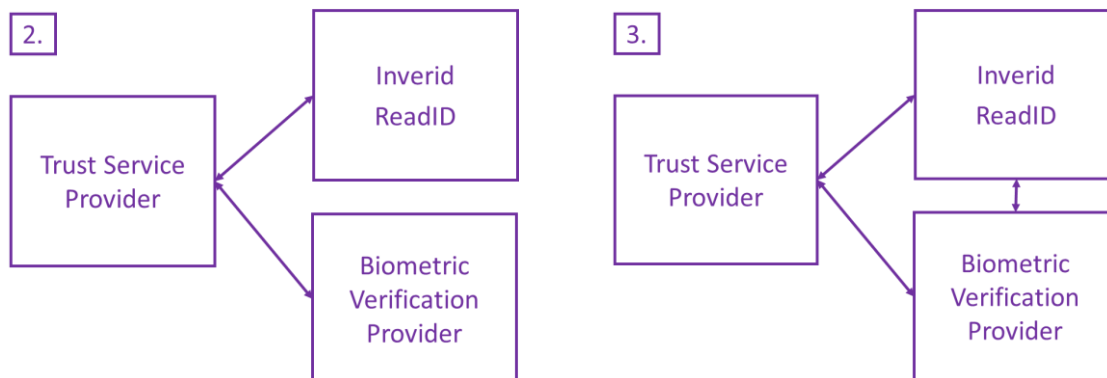 2.
Inverid
ReadID
Trust Service
Provider
Biometric
Verification
Provider
3.
Inverid
ReadID
Trust Service
Provider
Biometric
Verification
Provider